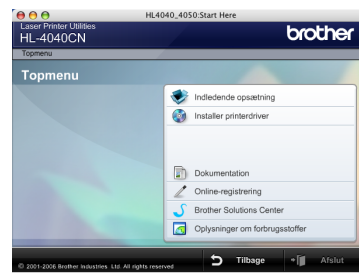 HL4040_4050:Start Here
Laser Printer Utilities
HL-4040CN
brother
Topmenu
Topmenu
Indledende opsætning
Installer printerdriver
Dokumentation
Online-registrering
Brother Solutions Center
Oplysninger om forbrugsstoffer
© 2001-2006 Brother Industries Ltd. All rights reserved
Tilbage
Afslut